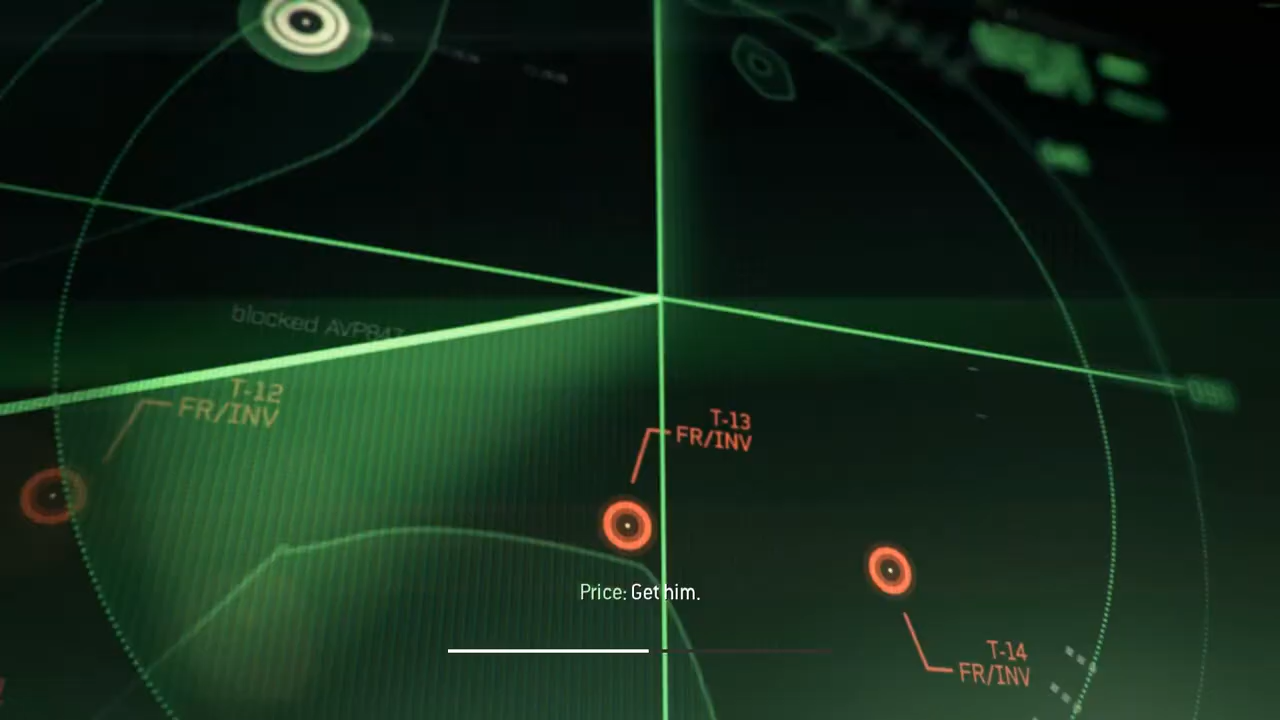 blocked AVP847
T-12
FR/INV
T-13
FR/INV
Price: Get him.
T-14
FR/INV